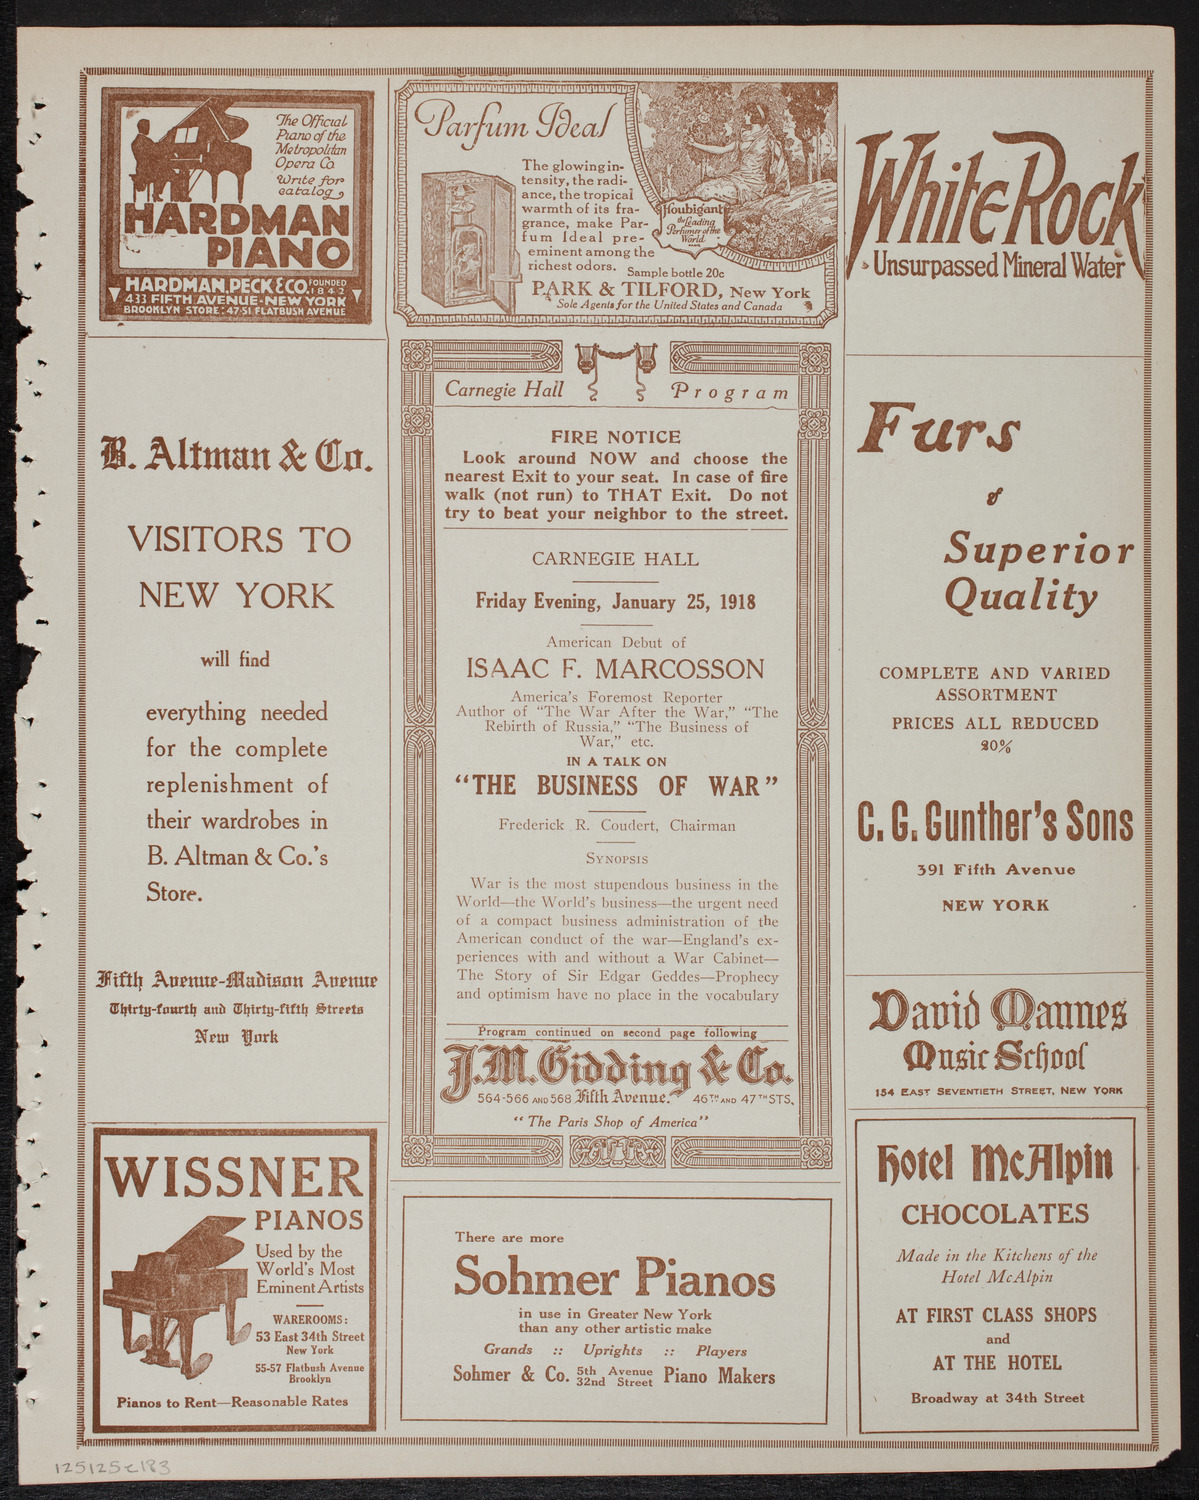 The Official
Piano of the
Metropolitan
Opera Co.
Write for
catalog
HARDMAN
PIANO
HARDMAN, PECK & CO. FOUNDED 1842
433 FIFTH AVENUE - NEW YORK
BROOKLYN STORE: 47-51 FLATBUSH AVENUE
Parfum Ideal
The glowing in-
tensity, the radi-
ance, the tropical
warmth of its fra-
grance, make Par-
fum Ideal pre-
eminent among the
richest odors.
Sample bottle 20c
Houbigant
the Leading
Perfumer of the
World
PARIS
PARK & TILFORD, New York
Sole Agents for the United States and Canada
White Rock
Unsurpassed Mineral Water
B. Altman & Co.
VISITORS TO
NEW YORK
will find
everything needed
for the complete
replenishment of
their wardrobes in
B. Altman & Co.'s
Store.
Fifth Avenue-Madison Avenue
Thirty-fourth and Thirty-fifth Streets
New York
Carnegie Hall Program
FIRE NOTICE
Look around NOW and choose the
nearest Exit to your seat. In case of fire
walk (not run) to THAT Exit. Do not
try to beat your neighbor to the street.
CARNEGIE HALL
Friday Evening, January 25, 1918
American Debut of
ISAAC F. MARCOSSON
America's Foremost Reporter
Author of "The War After the War," "The
Rebirth of Russia," "The Business of
War," etc.
IN A TALK ON
"THE BUSINESS OF WAR"
Frederick R. Coudert, Chairman
SYNOPSIS
War is the most stupendous business in the
World—the World's business—the urgent need
of a compact business administration of the
American conduct of the war—England's ex-
periences with and without a War Cabinet—
The Story of Sir Edgar Geddes—Prophecy
and optimism have no place in the vocabulary
Program continued on second page following
J. M. Gidding & Co.
564-566 AND 568 Fifth Avenue. 46TH AND 47TH STS.
"The Paris Shop of America"
Furs
of
Superior
Quality
COMPLETE AND VARIED
ASSORTMENT
PRICES ALL REDUCED
20%
C. G. Gunther's Sons
391 Fifth Avenue
NEW YORK
David Mannes
Music School
154 EAST SEVENTIETH STREET, NEW YORK
WISSNER
PIANOS
Used by the
World's Most
Eminent Artists
WAREROOMS:
53 East 34th Street
New York
55-57 Flatbush Avenue
Brooklyn
Pianos to Rent—Reasonable Rates
There are more
Sohmer Pianos
in use in Greater New York
than any other artistic make
Grands :: Uprights :: Players
Sohmer & Co. 5th Avenue 32nd Street Piano Makers
Hotel McAlpin
CHOCOLATES
Made in the Kitchens of the
Hotel McAlpin
AT FIRST CLASS SHOPS
and
AT THE HOTEL
Broadway at 34th Street
125125e183